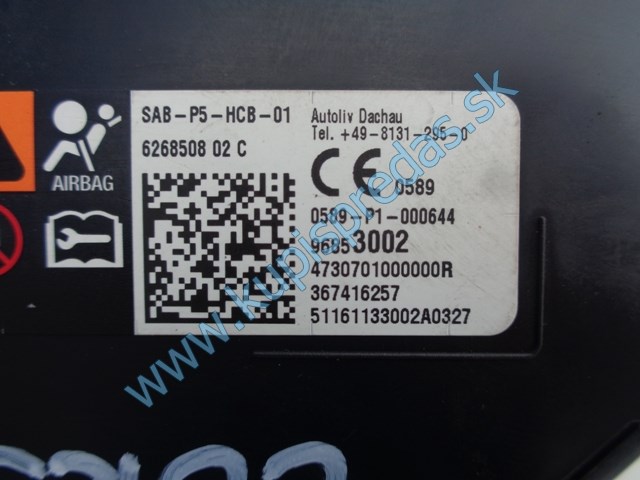 SAB-P5-HCB-01
6268508 02 C
Autoliv Dachau
Tel. +49-8131-295-0
CE 0589
0589-P1-000644
96853002
4730701000000R
367416257
51161133002A0327
AIRBAG
www.kupispredas.sk